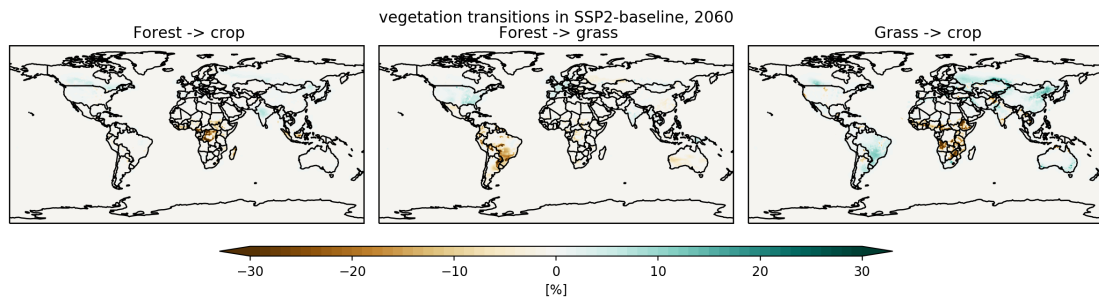 vegetation transitions in SSP2-baseline, 2060
Forest -> crop
Forest -> grass
Grass -> crop
−30 −20 −10 0 10 20 30
[%]